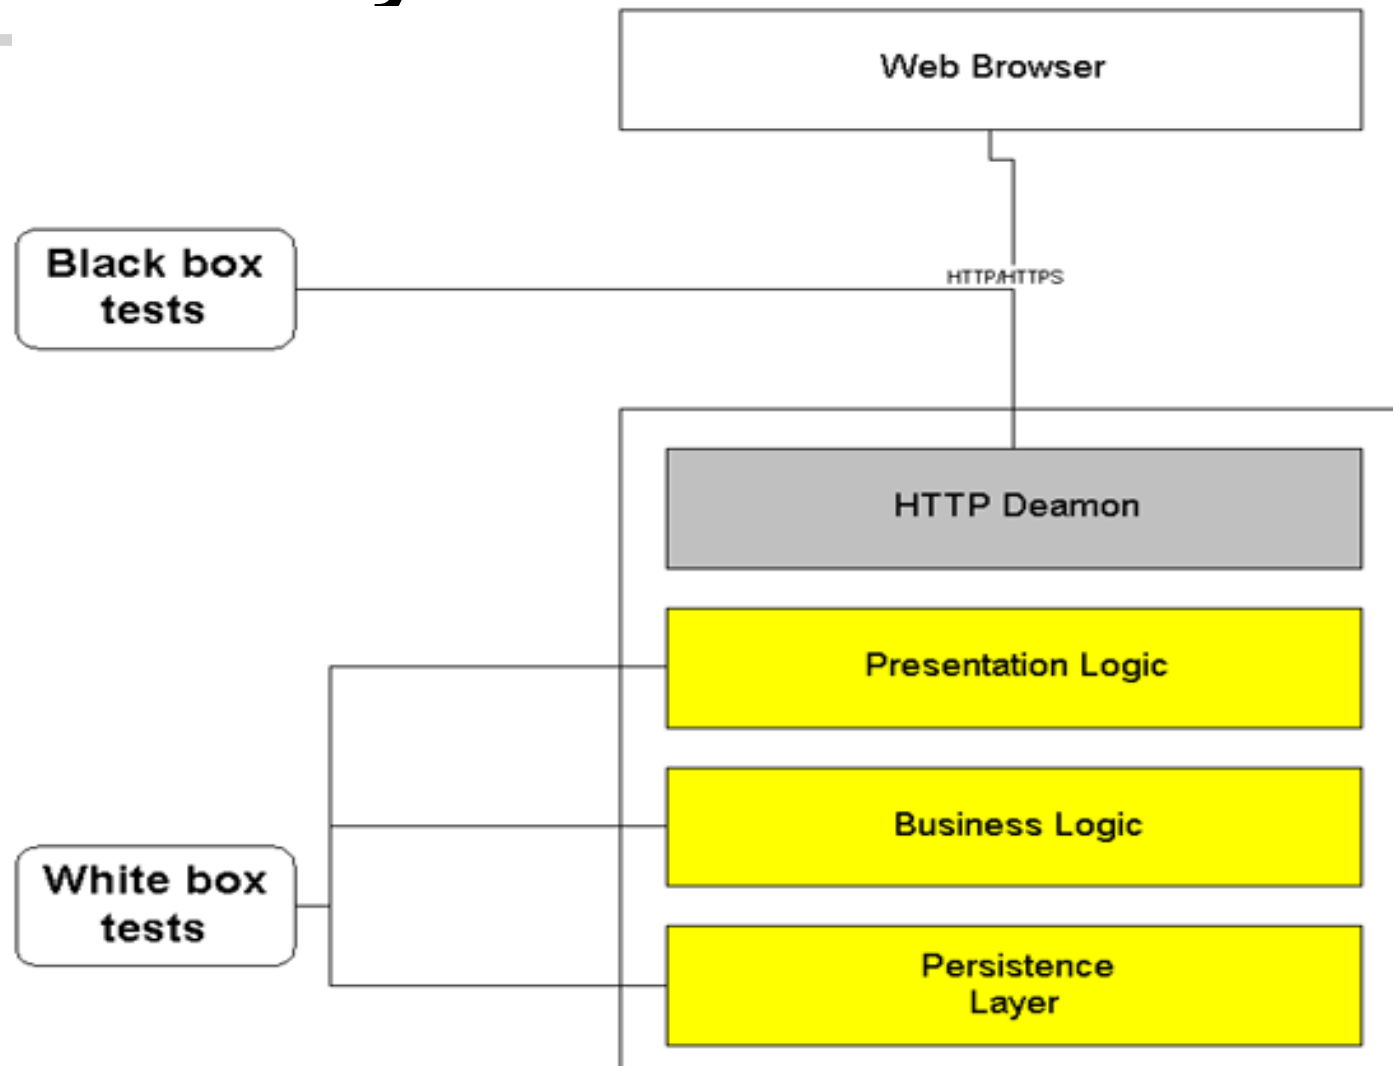 Web Browser
Black box
tests
HTTP/HTTPS
HTTP Deamon
Presentation Logic
Business Logic
White box
tests
Persistence
Layer